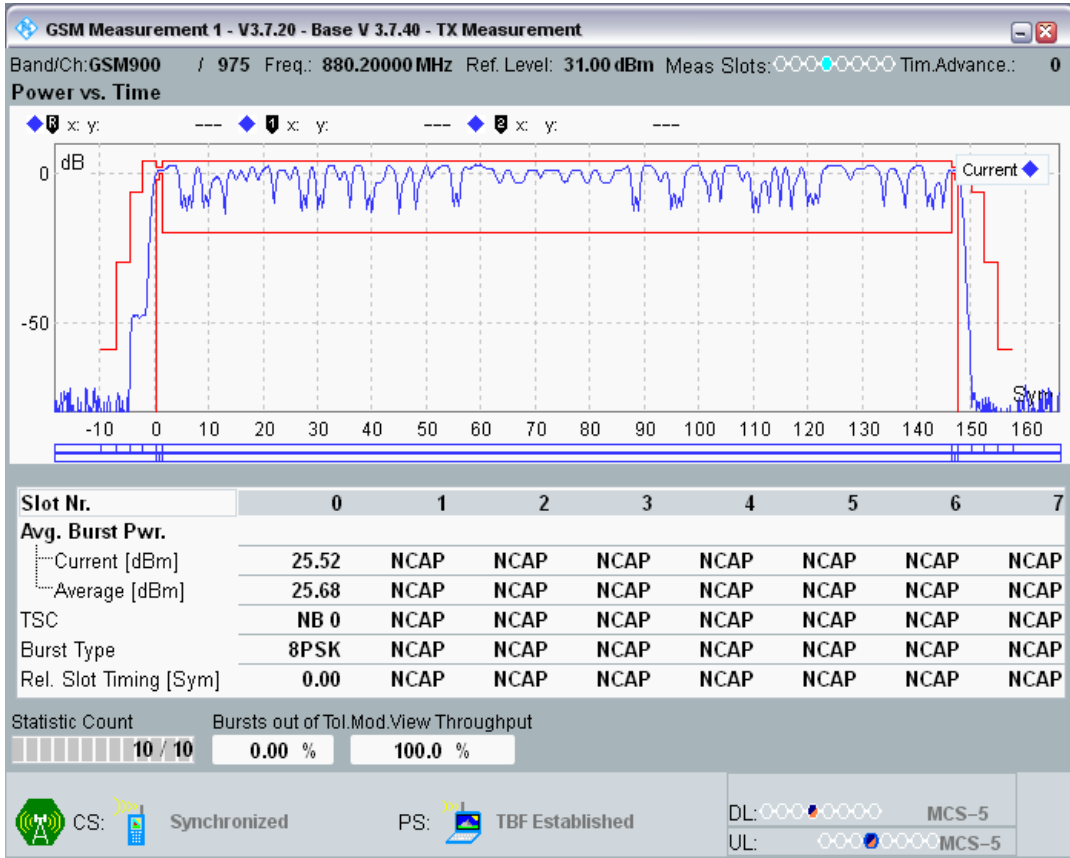 GSM Measurement 1 - V3.7.20 - Base V 3.7.40 - TX Measurement
Band/Ch:GSM900 / 975 Freq.: 880.20000 MHz Ref. Level: 31.00 dBm Meas Slots: Tim.Advance.: 0
Power vs. Time
R x: y: --- 1 x: y: --- 2 x: y: ---
dB
Current
0
-50
Sym
-10 0 10 20 30 40 50 60 70 80 90 100 110 120 130 140 150 160
Slot Nr. 0 1 2 3 4 5 6 7
Avg. Burst Pwr.
Current [dBm] 25.52 NCAP NCAP NCAP NCAP NCAP NCAP NCAP
Average [dBm] 25.68 NCAP NCAP NCAP NCAP NCAP NCAP NCAP
TSC NB 0 NCAP NCAP NCAP NCAP NCAP NCAP NCAP
Burst Type 8PSK NCAP NCAP NCAP NCAP NCAP NCAP NCAP
Rel. Slot Timing [Sym] 0.00 NCAP NCAP NCAP NCAP NCAP NCAP NCAP
Statistic Count Bursts out of Tol.Mod.View Throughput
10 / 10 0.00 % 100.0 %
CS: Synchronized PS: TBF Established DL: MCS-5
UL: MCS-5